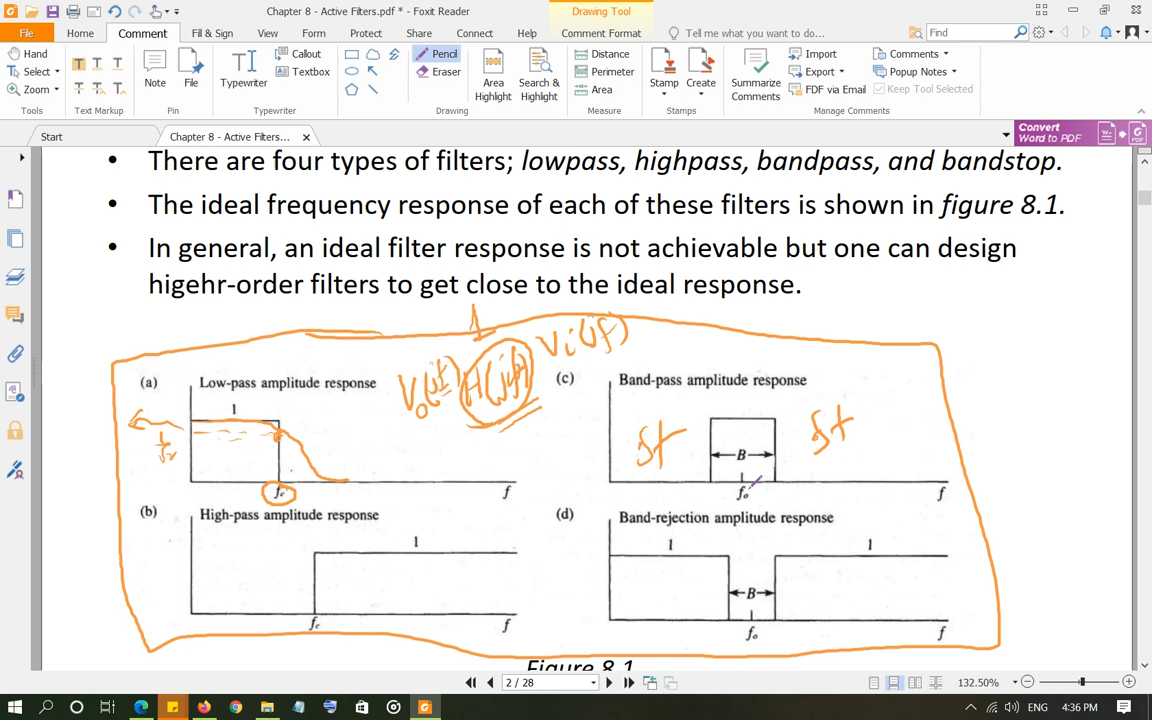 Chapter 8 - Active Filters.pdf * - Foxit Reader
Drawing Tool
File
Home
Comment
Fill & Sign
View
Form
Protect
Share
Connect
Help
Comment Format
Tell me what you want to do...
Find
Hand
Select
Zoom
Tools
Text Markup
Note
File
Pin
Typewriter
Callout
Textbox
Typewriter
Pencil
Eraser
Drawing
Area Highlight
Search & Highlight
Distance
Perimeter
Area
Measure
Stamp
Create
Stamps
Summarize Comments
Import
Export
FDF via Email
Comments
Popup Notes
Keep Tool Selected
Manage Comments
Start
Chapter 8 - Active Filters...
Convert
Word to PDF
• There are four types of filters; lowpass, highpass, bandpass, and bandstop.
• The ideal frequency response of each of these filters is shown in figure 8.1.
• In general, an ideal filter response is not achievable but one can design
higehr-order filters to get close to the ideal response.
1
Vo(jf) H(jf) Vi(jf)
(a) Low-pass amplitude response
1
1/√2
fc
f
(b) High-pass amplitude response
1
fc
f
(c) Band-pass amplitude response
B
fo
f
(d) Band-rejection amplitude response
1
1
B
fo
f
Figure 8.1
2 / 28
132.50%
ENG
4:36 PM